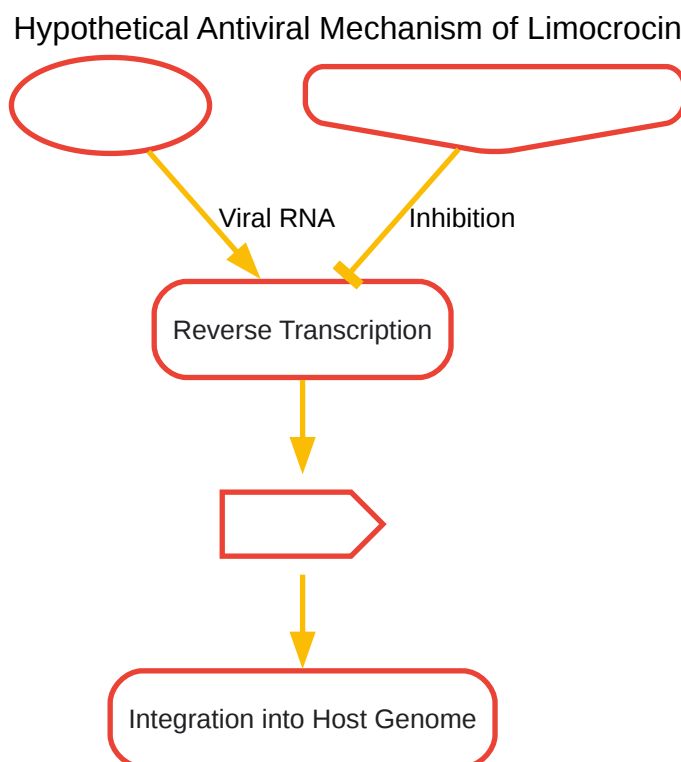 Hypothetical Antiviral Mechanism of Limocrocin
Viral RNA
Inhibition
Reverse Transcription
Integration into Host Genome